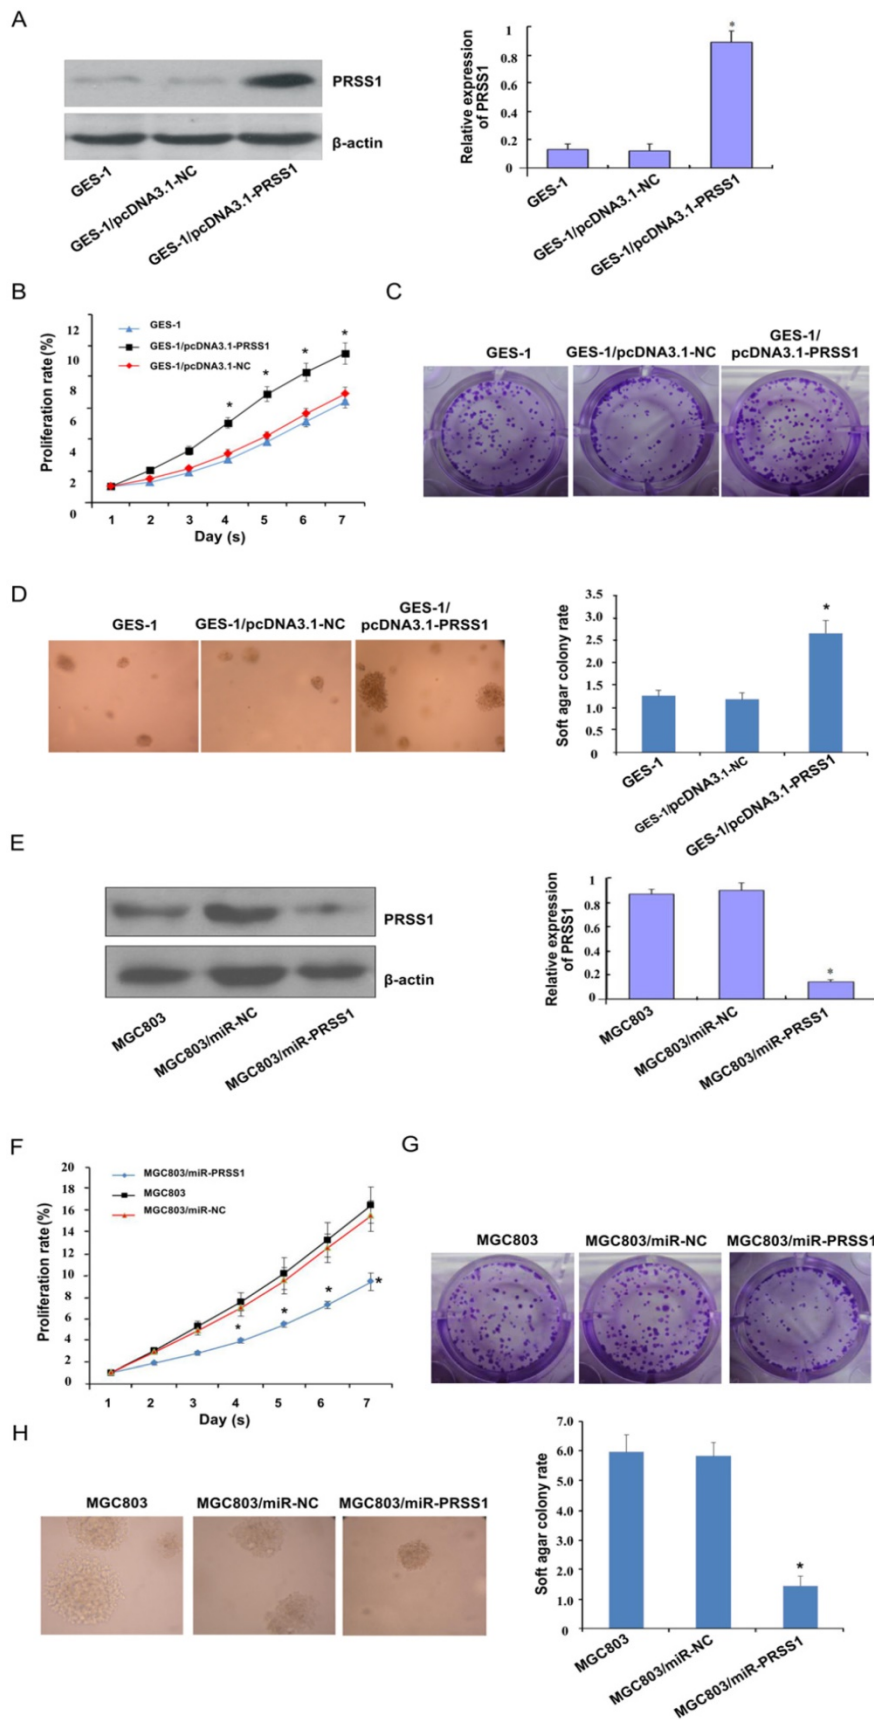 A
PRSS1
β-actin
GES-1
GES-1/pcDNA3.1-NC
GES-1/pcDNA3.1-PRSS1
Relative expression
of PRSS1
1
0.8
0.6
0.4
0.2
0
*
GES-1
GES-1/pcDNA3.1-NC
GES-1/pcDNA3.1-PRSS1
B
Proliferation rate (%)
12
10
8
6
4
2
0
GES-1
GES-1/pcDNA3.1-PRSS1
GES-1/pcDNA3.1-NC
* * * *
1 2 3 4 5 6 7
Day (s)
C
GES-1
GES-1/pcDNA3.1-NC
GES-1/
pcDNA3.1-PRSS1
D
GES-1
GES-1/pcDNA3.1-NC
GES-1/
pcDNA3.1-PRSS1
Soft agar colony rate
3.5
3.0
2.5
2.0
1.5
1.0
0.5
0
*
GES-1
GES-1/pcDNA3.1-NC
GES-1/pcDNA3.1-PRSS1
E
PRSS1
β-actin
MGC803
MGC803/miR-NC
MGC803/miR-PRSS1
Relative expression
of PRSS1
1
0.8
0.6
0.4
0.2
0
*
MGC803
MGC803/miR-NC
MGC803/miR-PRSS1
F
Proliferation rate (%)
20
18
16
14
12
10
8
6
4
2
0
MGC803/miR-PRSS1
MGC803
MGC803/miR-NC
* * * *
1 2 3 4 5 6 7
Day (s)
G
MGC803
MGC803/miR-NC
MGC803/miR-PRSS1
H
MGC803
MGC803/miR-NC
MGC803/miR-PRSS1
Soft agar colony rate
7.0
6.0
5.0
4.0
3.0
2.0
1.0
0
*
MGC803
MGC803/miR-NC
MGC803/miR-PRSS1